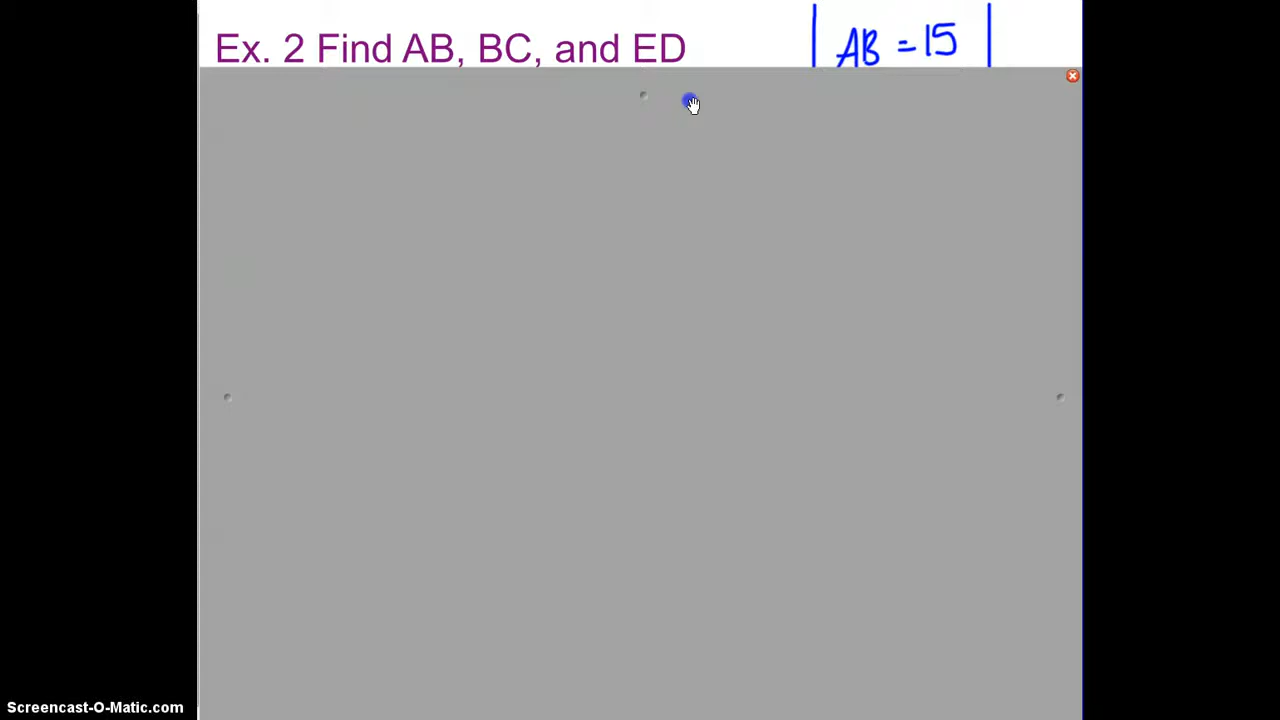 Ex. 2 Find AB, BC, and ED
AB = 15
Screencast-O-Matic.com